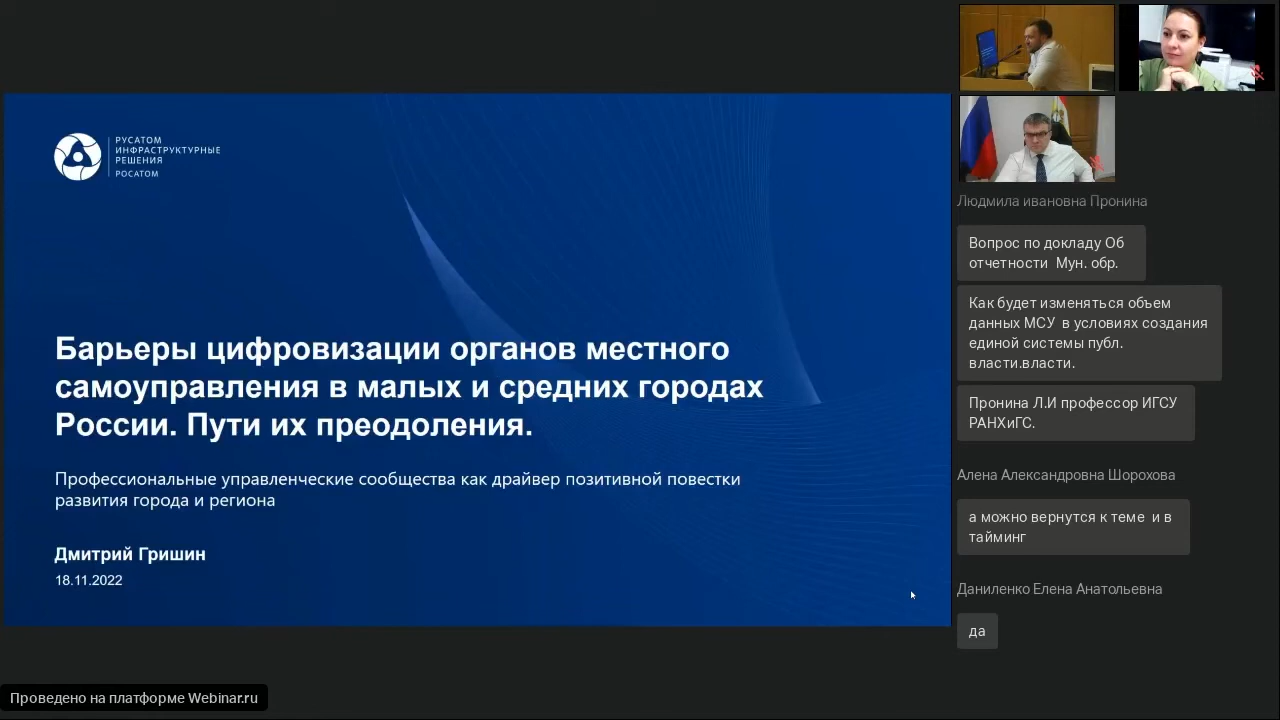 РУСАТОМ
ИНФРАСТРУКТУРНЫЕ
РЕШЕНИЯ
РОСАТОМ
Барьеры цифровизации органов местного
самоуправления в малых и средних городах
России. Пути их преодоления.
Профессиональные управленческие сообщества как драйвер позитивной повестки
развития города и региона
Дмитрий Гришин
18.11.2022
Людмила ивановна Пронина
Вопрос по докладу Об
отчетности Мун. обр.
Как будет изменяться объем
данных МСУ в условиях создания
единой системы публ.
власти.власти.
Пронина Л.И профессор ИГСУ
РАНХиГС.
Алена Александровна Шорохова
а можно вернутся к теме и в
тайминг
Даниленко Елена Анатольевна
да
Проведено на платформе Webinar.ru